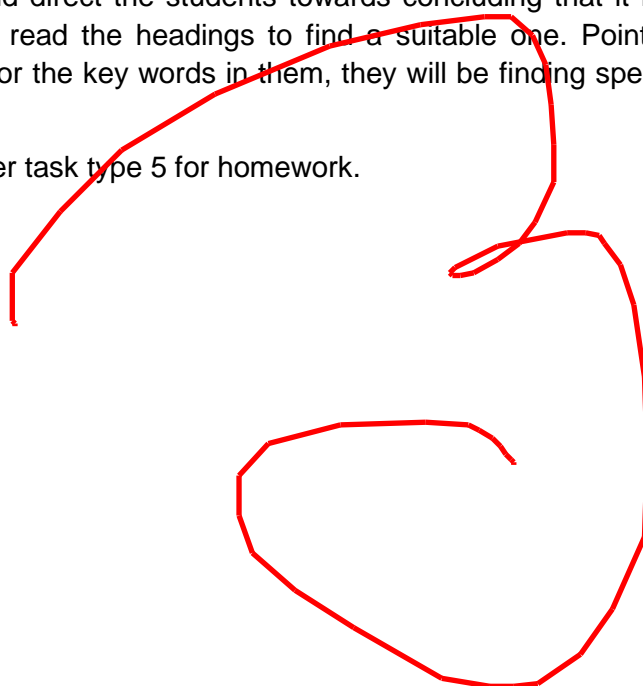 d direct the students towards concluding that it
read the headings to find a suitable one. Point
or the key words in them, they will be finding spe
er task type 5 for homework.